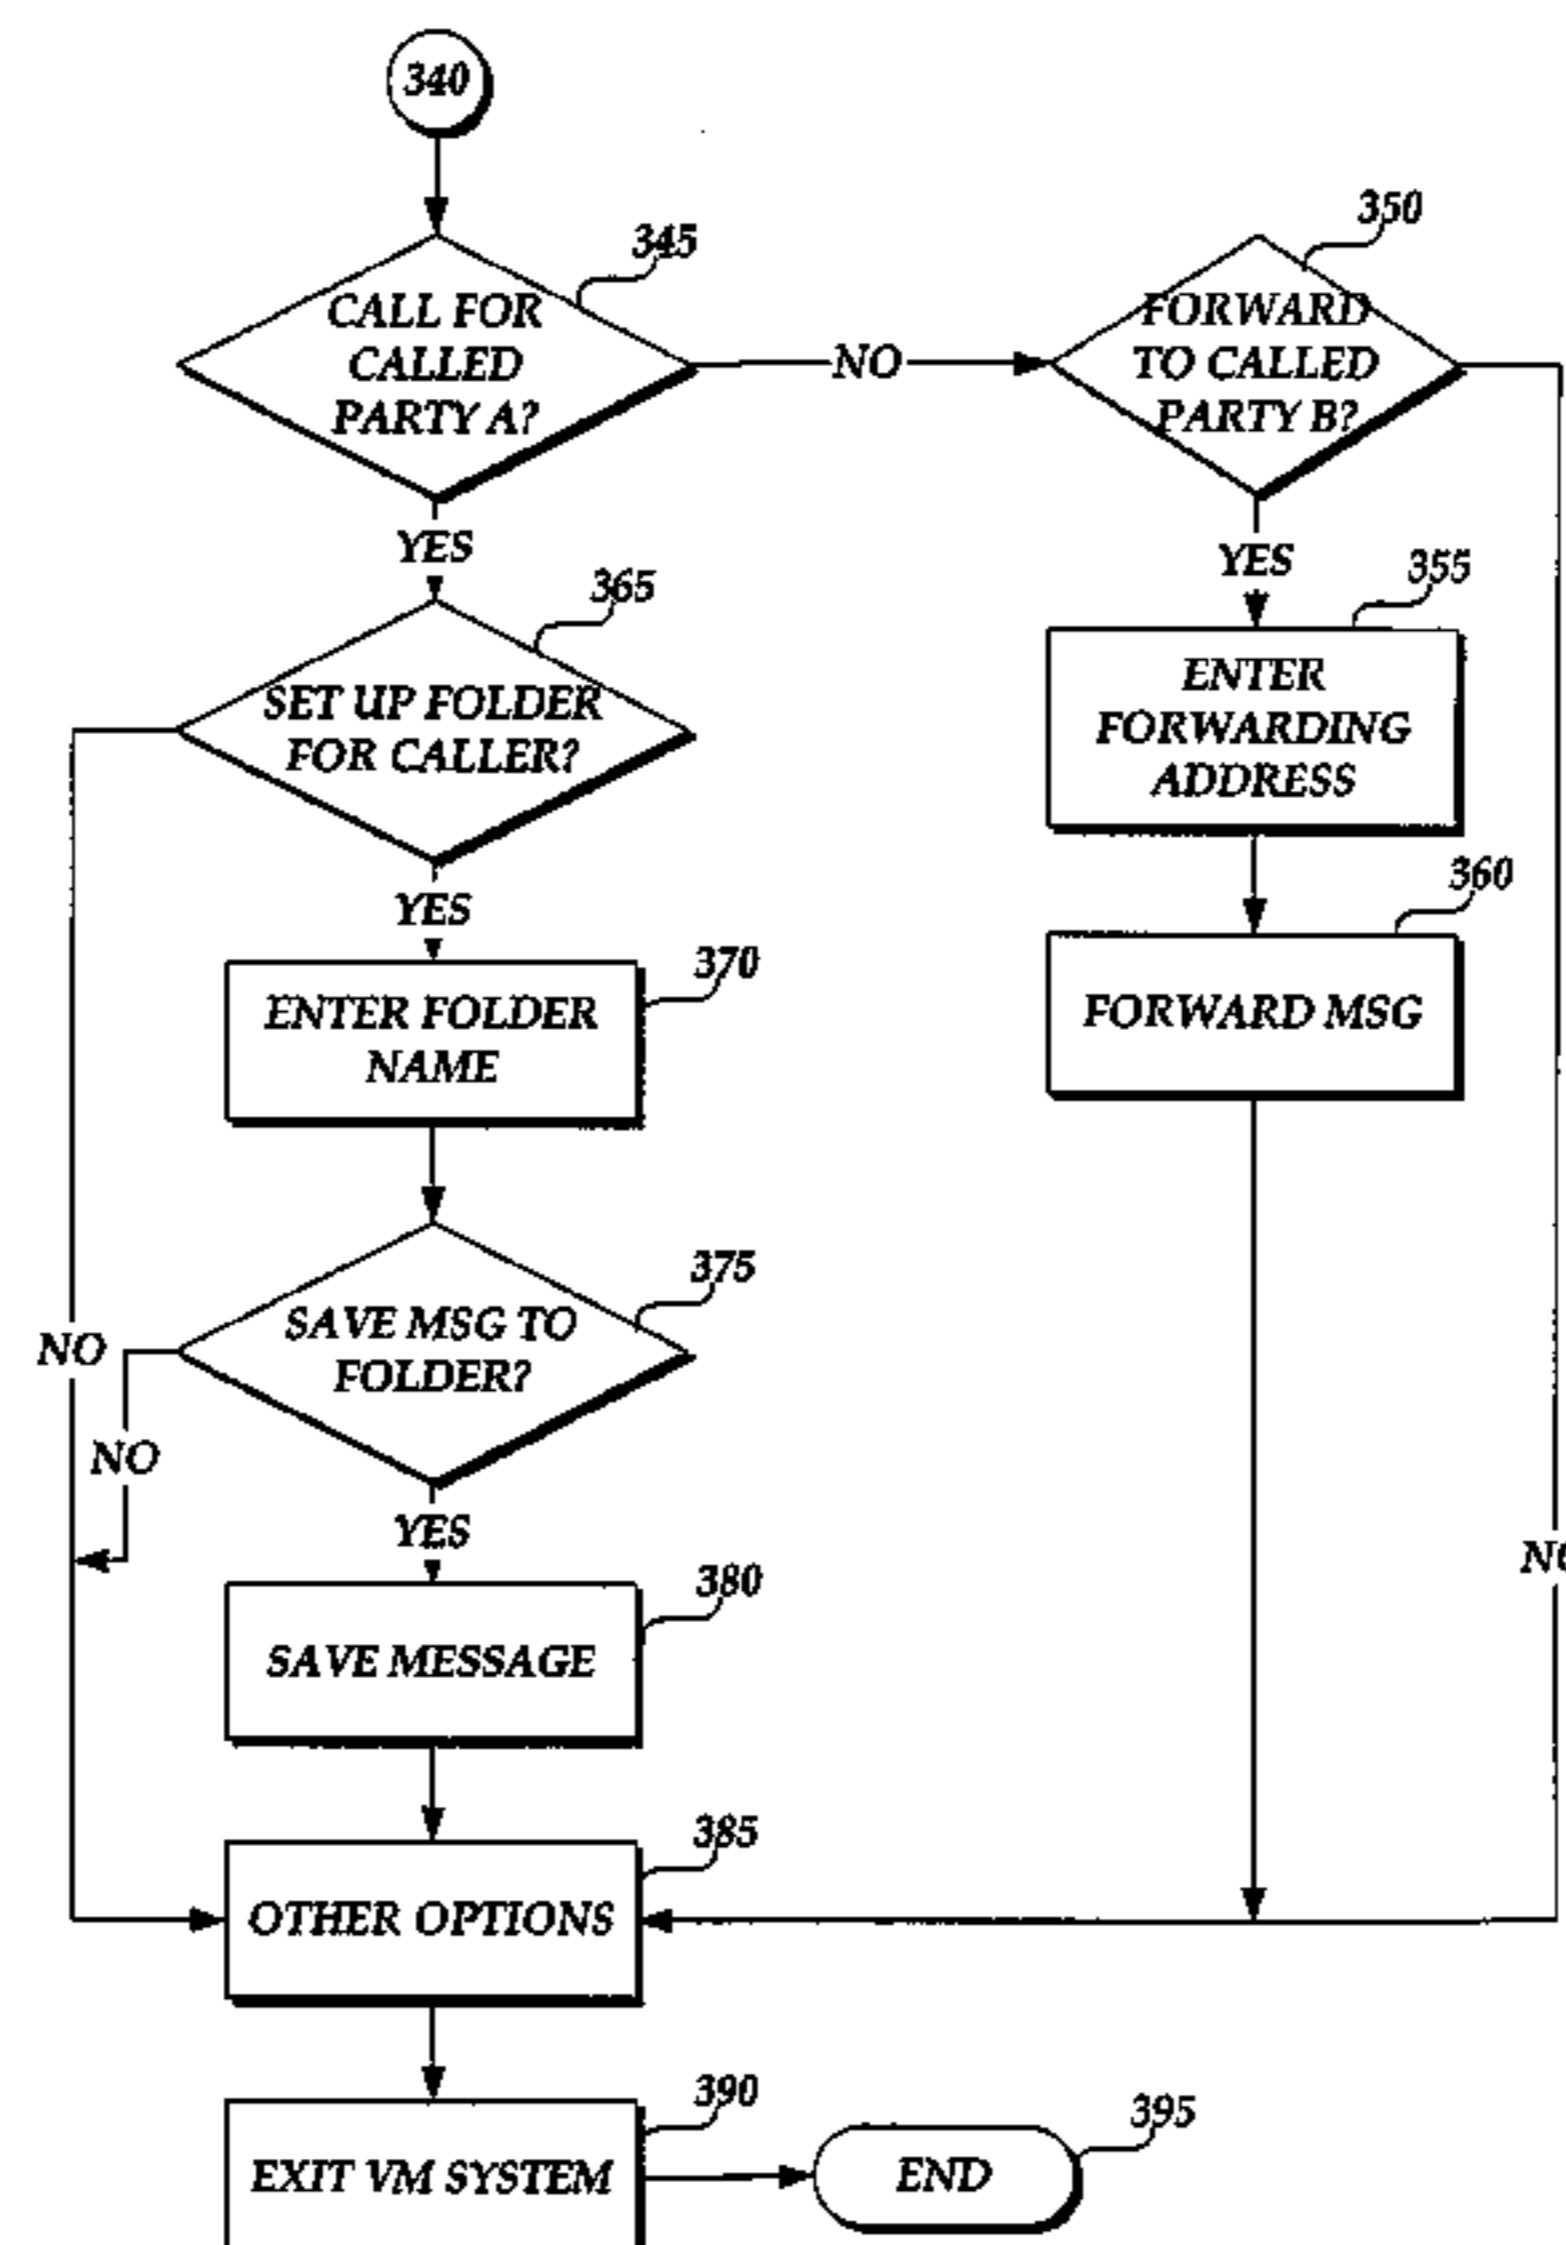 340
345
CALL FOR
CALLED
PARTY A?
NO
350
FORWARD
TO CALLED
PARTY B?
YES
YES
365
SET UP FOLDER
FOR CALLER?
355
ENTER
FORWARDING
ADDRESS
YES
360
FORWARD MSG
370
ENTER FOLDER
NAME
375
SAVE MSG TO
FOLDER?
NO
NO
YES
380
SAVE MESSAGE
385
OTHER OPTIONS
390
EXIT VM SYSTEM
395
END